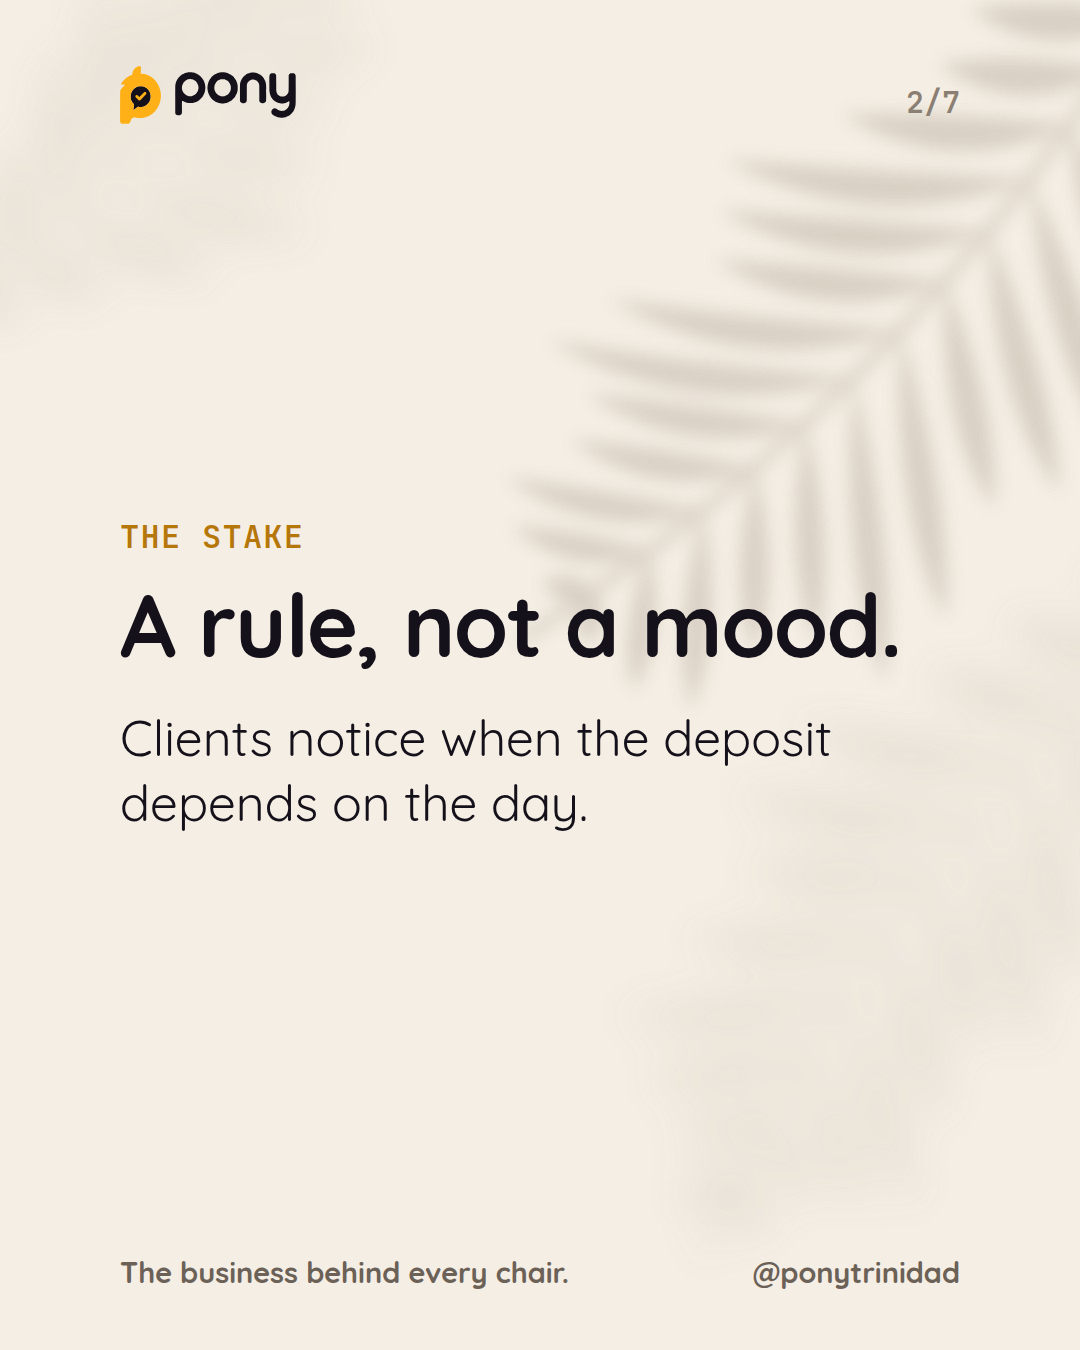 pony
2/7
THE STAKE
A rule, not a mood.
Clients notice when the deposit
depends on the day.
The business behind every chair.
@ponytrinidad